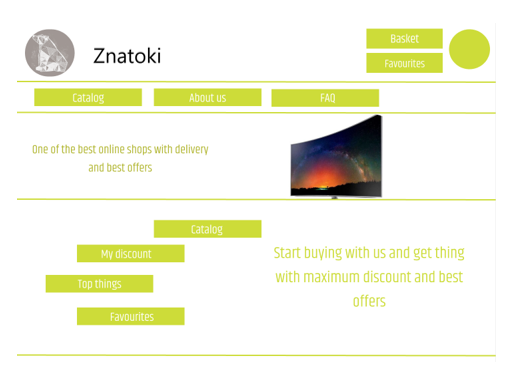 Znatoki
Basket
Favourites
Catalog
About us
FAQ
One of the best online shops with delivery
and best offers
Catalog
My discount
Top things
Favourites
Start buying with us and get thing
with maximum discount and best
offers